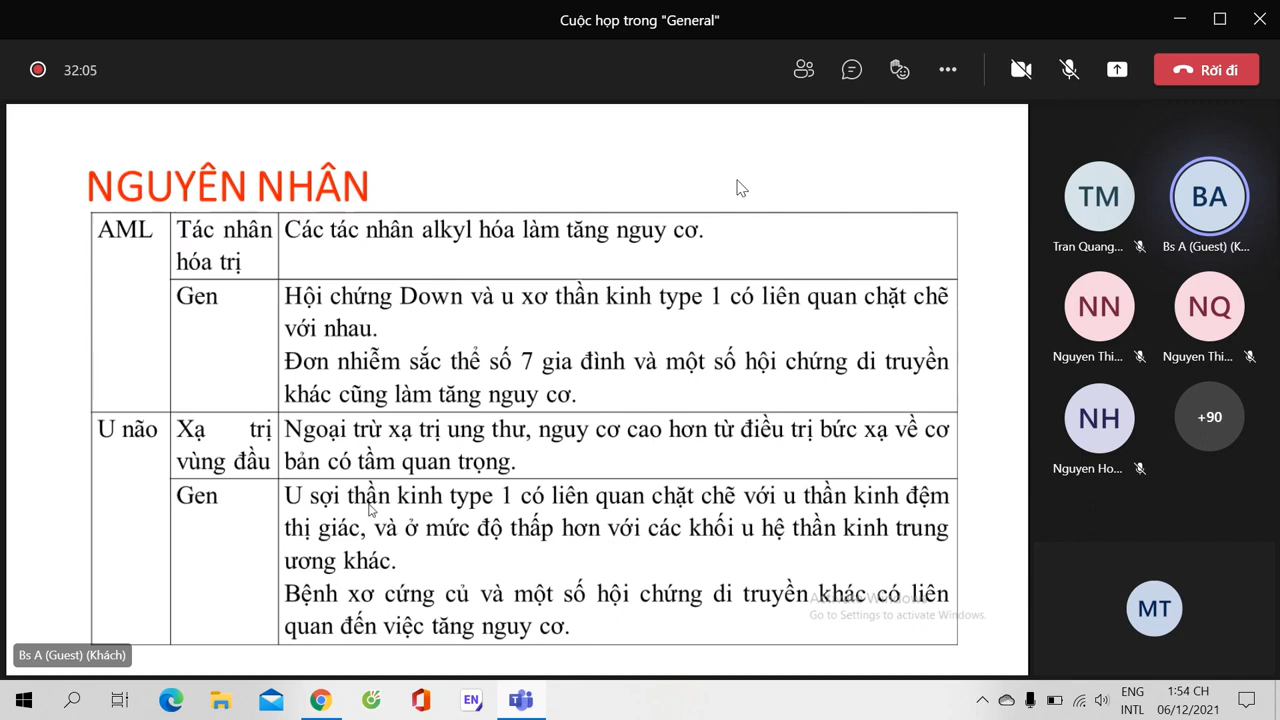 Cuộc họp trong "General"
32:05
Rời đi
NGUYÊN NHÂN
AML
Tác nhân
hóa trị
Các tác nhân alkyl hóa làm tăng nguy cơ.
Gen
Hội chứng Down và u xơ thần kinh type 1 có liên quan chặt chẽ
với nhau.
Đơn nhiễm sắc thể số 7 gia đình và một số hội chứng di truyền
khác cũng làm tăng nguy cơ.
U não
Xạ trị
vùng đầu
Ngoại trừ xạ trị ung thư, nguy cơ cao hơn từ điều trị bức xạ về cơ
bản có tầm quan trọng.
Gen
U sợi thần kinh type 1 có liên quan chặt chẽ với u thần kinh đệm
thị giác, và ở mức độ thấp hơn với các khối u hệ thần kinh trung
ương khác.
Bệnh xơ cứng củ và một số hội chứng di truyền khác có liên
quan đến việc tăng nguy cơ.
Activate Windows
Go to Settings to activate Windows.
Bs A (Guest) (Khách)
TM
Tran Quang...
BA
Bs A (Guest) (K...
NN
Nguyen Thi...
NQ
Nguyen Thi...
NH
Nguyen Ho...
+90
MT
EN
ENG
INTL
1:54 CH
06/12/2021